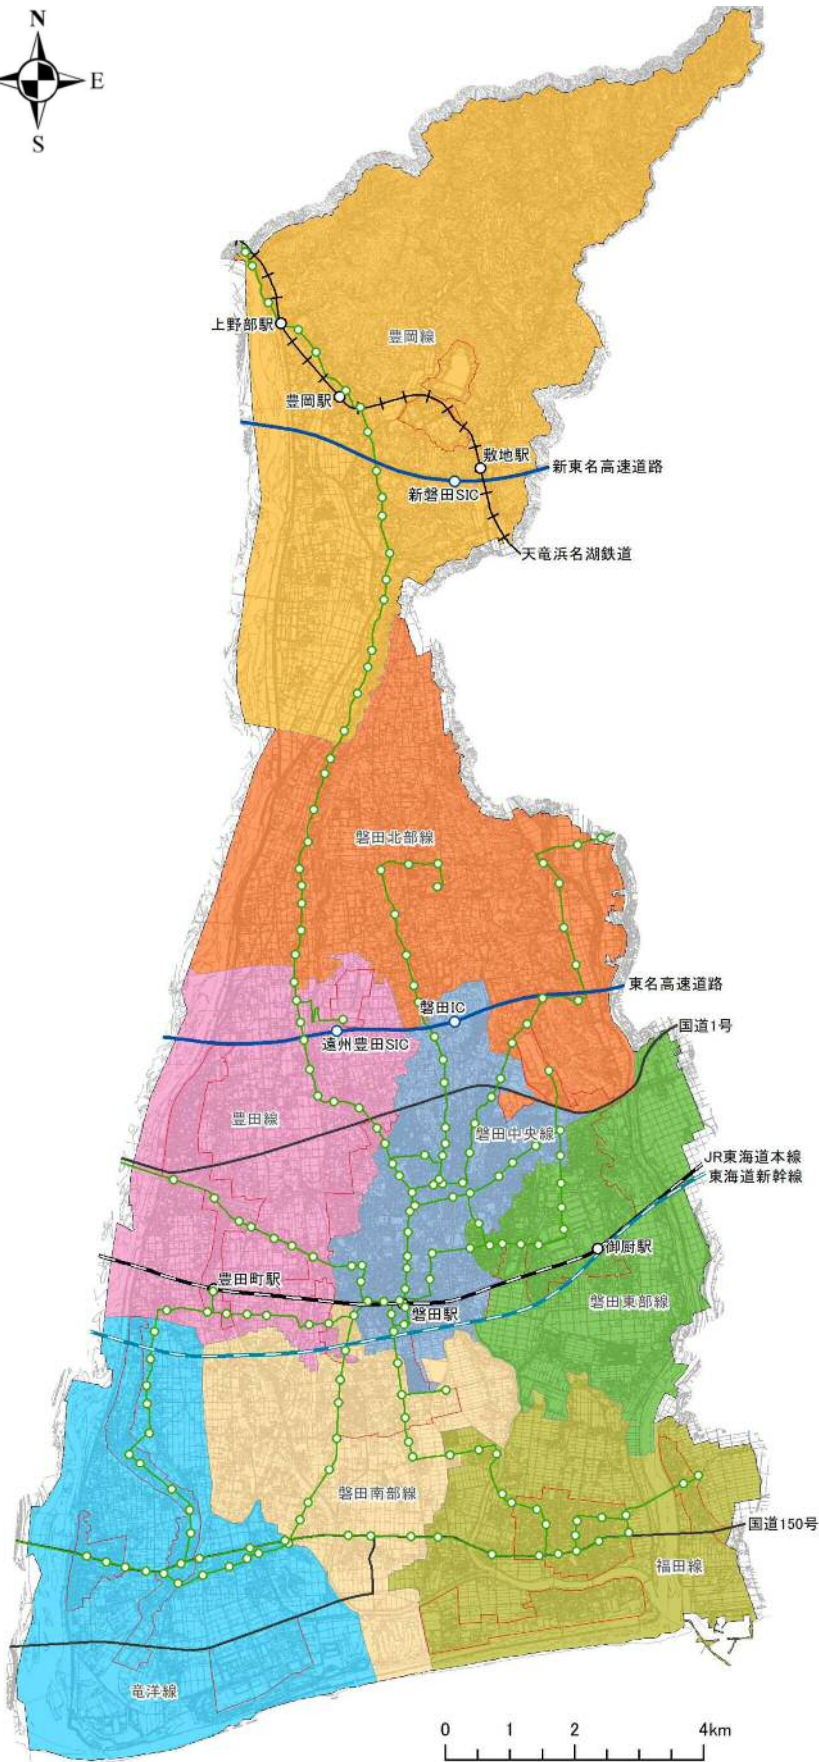 N
E
S
上野部駅
豊岡線
豊岡駅
敷地駅
新東名高速道路
新磐田SIC
天竜浜名湖鉄道
磐田北部線
東名高速道路
磐田IC
国道1号
遠州豊田SIC
豊田線
磐田中央線
JR東海道本線
東海道新幹線
御厨駅
豊田町駅
磐田東部線
磐田駅
磐田南部線
国道150号
福田線
竜洋線
0 1 2 4km